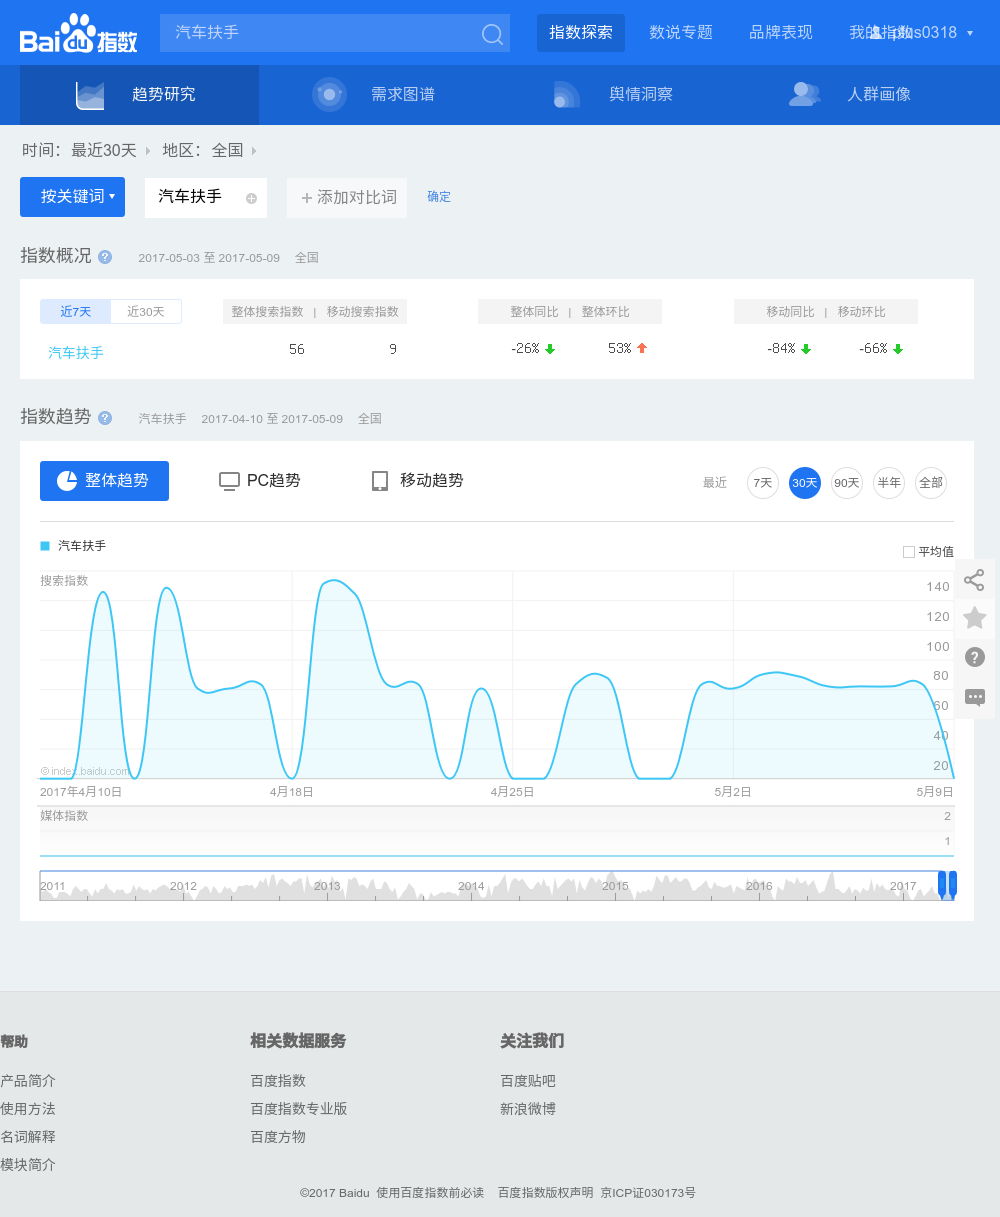 Bai du 指数
汽车扶手
指数探索 数说专题 品牌表现 我的指数
趋势研究 需求图谱 舆情洞察 人群画像
时间： 最近30天 地区： 全国
按关键词 汽车扶手 + 添加对比词 确定
指数概况 ? 2017-05-03 至 2017-05-09 全国
近7天 近30天 整体搜索指数 | 移动搜索指数 整体同比 | 整体环比 移动同比 | 移动环比
汽车扶手 56 9 -26% 53% -84% -66%
指数趋势 ? 汽车扶手 2017-04-10 至 2017-05-09 全国
整体趋势 PC趋势 移动趋势 最近 7天 30天 90天 半年 全部
汽车扶手
平均值
搜索指数
140
120
100
80
60
40
20
©index.baidu.com
2017年4月10日 4月18日 4月25日 5月2日 5月9日
媒体指数 2
1
2011 2012 2013 2014 2015 2016 2017
帮助 相关数据服务 关注我们
产品简介 百度指数 百度贴吧
使用方法 百度指数专业版 新浪微博
名词解释 百度方物
模块简介
©2017 Baidu 使用百度指数前必读 百度指数版权声明 京ICP证030173号